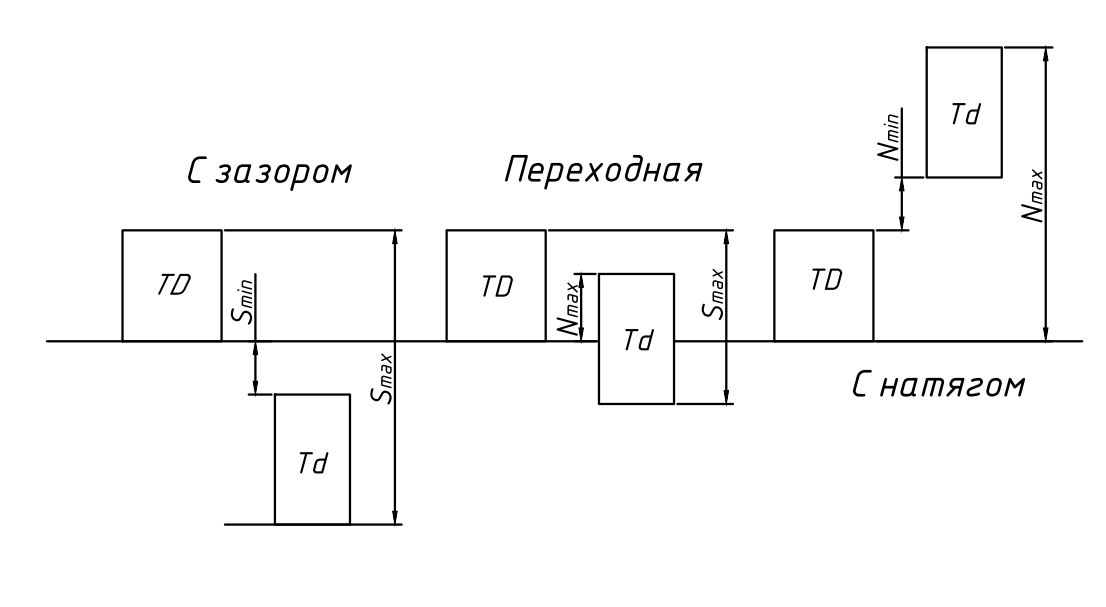 С зазором
TD
Smin
Smax
Td
Переходная
TD
Nmax
Td
Smax
TD
Nmin
Td
Nmax
С натягом